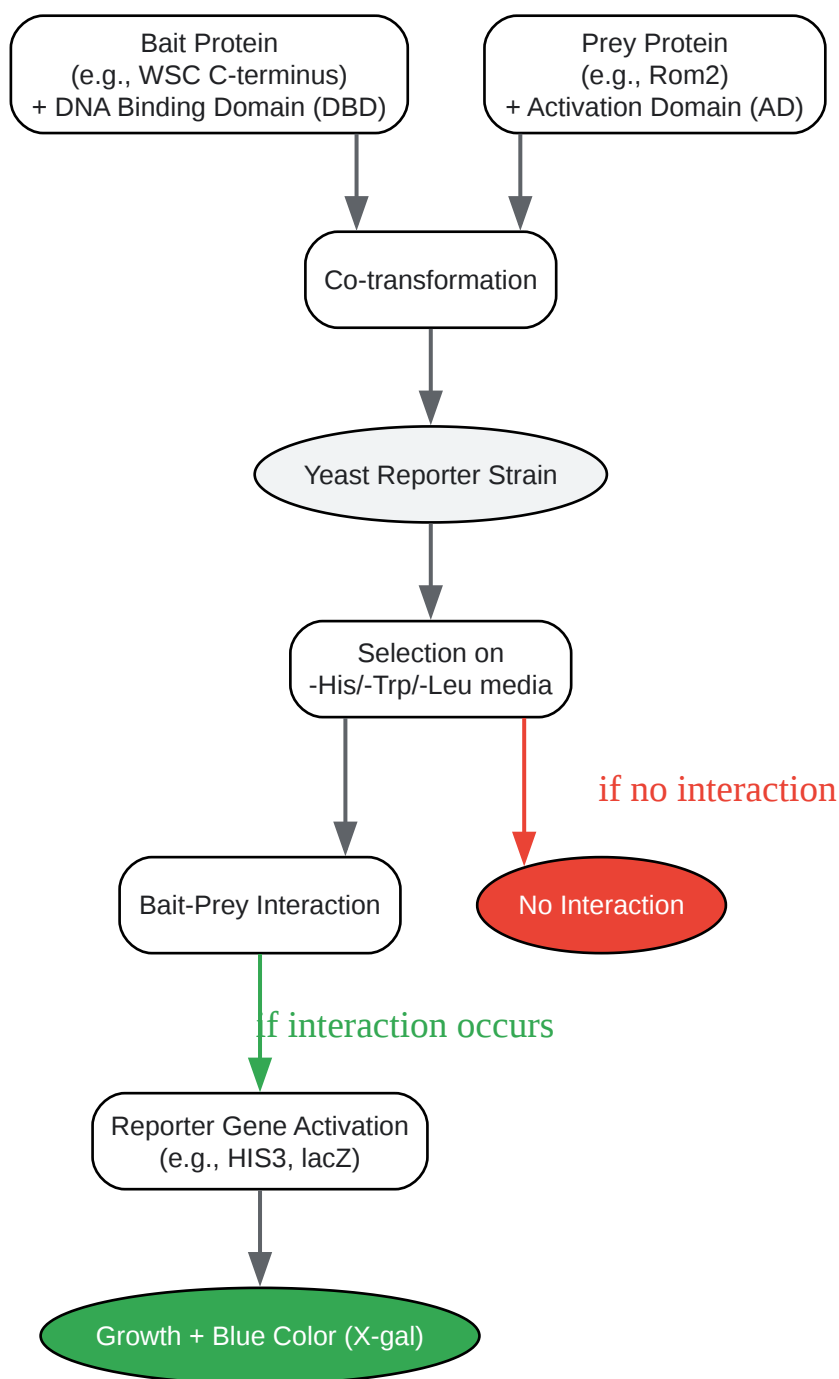 Bait Protein
(e.g., WSC C-terminus)
+ DNA Binding Domain (DBD)
Prey Protein
(e.g., Rom2)
+ Activation Domain (AD)
Co-transformation
Yeast Reporter Strain
Selection on
-His/-Trp/-Leu media
if no interaction
Bait-Prey Interaction
No Interaction
if interaction occurs
Reporter Gene Activation
(e.g., HIS3, lacZ)
Growth + Blue Color (X-gal)